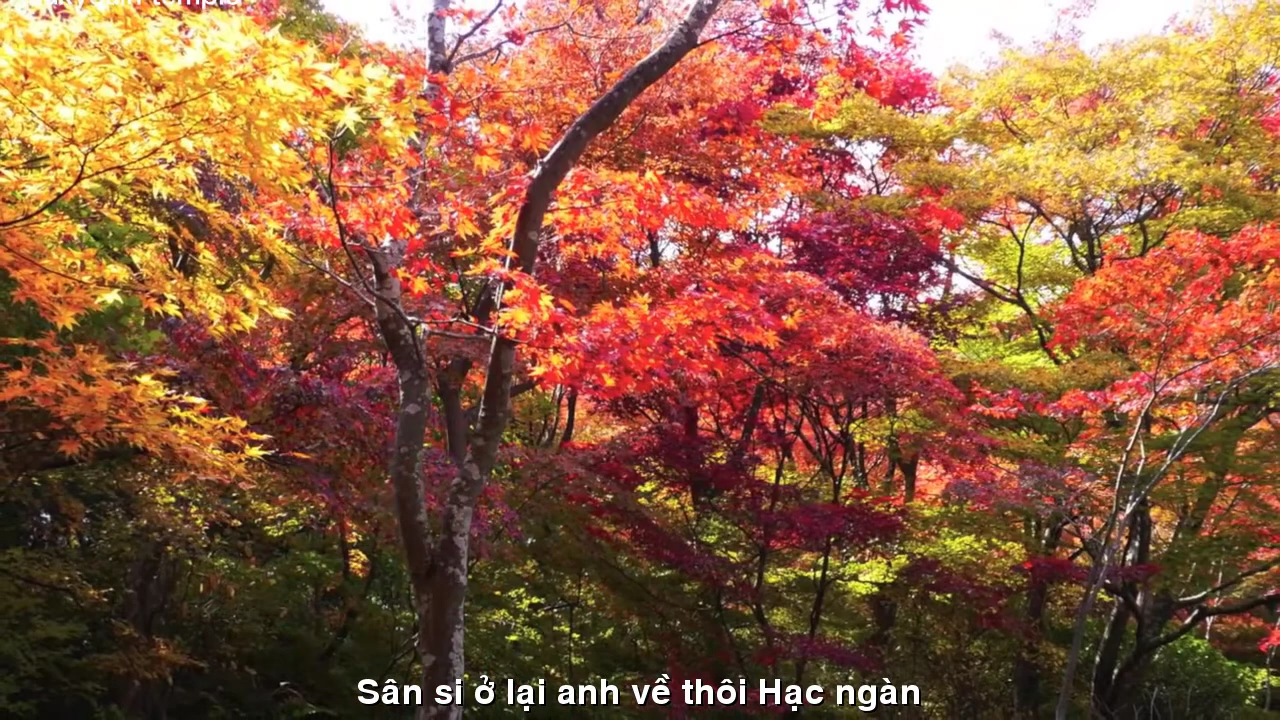 Sân si ở lại anh về thôi Hạc ngàn